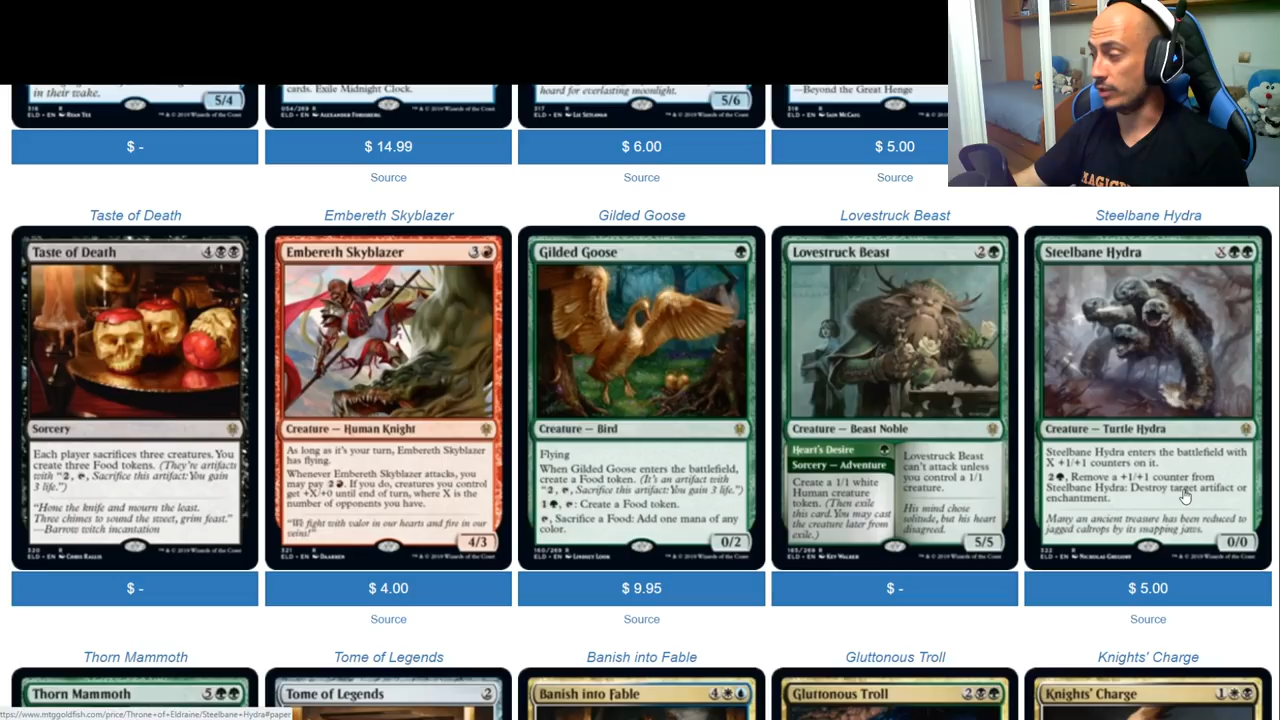 in their wake.
5/4
cards. Exile Midnight Clock.
hoard for everlasting moonlight.
5/6
—Beyond the Great Henge
$ -
$ 14.99
$ 6.00
$ 5.00
Source
Source
Source
Taste of Death
Embereth Skyblazer
Gilded Goose
Lovestruck Beast
Steelbane Hydra
Taste of Death
4
Sorcery
Each player sacrifices three creatures. You
create three Food tokens. (They're artifacts
with "2, T, Sacrifice this artifact: You gain
3 life.")
"Hone the knife and mourn the least.
Three chimes to sound the sweet, grim feast."
—Barrow witch incantation
Embereth Skyblazer
3
Creature — Human Knight
As long as it's your turn, Embereth Skyblazer
has flying.
Whenever Embereth Skyblazer attacks, you
may pay 2. If you do, creatures you control
get +X/+0 until end of turn, where X is the
number of opponents you have.
"We fight with valor in our hearts and fire in our
veins!"
4/3
Gilded Goose
Creature — Bird
Flying
When Gilded Goose enters the battlefield,
create a Food token. (It's an artifact with
"2, T, Sacrifice this artifact: You gain 3 life.")
1, T: Create a Food token.
T, Sacrifice a Food: Add one mana of any
color.
0/2
Lovestruck Beast
2
Creature — Beast Noble
Heart's Desire
Sorcery — Adventure
Create a 1/1 white
Human creature
token. (Then exile
this card. You may cast
the creature later from
exile.)
Lovestruck Beast
can't attack unless
you control a 1/1
creature.
His mind chose
solitude, but his heart
disagreed.
5/5
Steelbane Hydra
X
Creature — Turtle Hydra
Steelbane Hydra enters the battlefield with
X +1/+1 counters on it.
2, Remove a +1/+1 counter from
Steelbane Hydra: Destroy target artifact or
enchantment.
Many an ancient treasure has been reduced to
jagged caltrops by its snapping jaws.
0/0
$ -
$ 4.00
$ 9.95
$ -
$ 5.00
Source
Source
Source
Thorn Mammoth
Tome of Legends
Banish into Fable
Gluttonous Troll
Knights' Charge
Thorn Mammoth
5
Tome of Legends
2
Banish into Fable
4
Gluttonous Troll
2
Knights' Charge
1
ttps://www.mtggoldfish.com/price/Throne+of+Eldraine/Steelbane+Hydra#paper